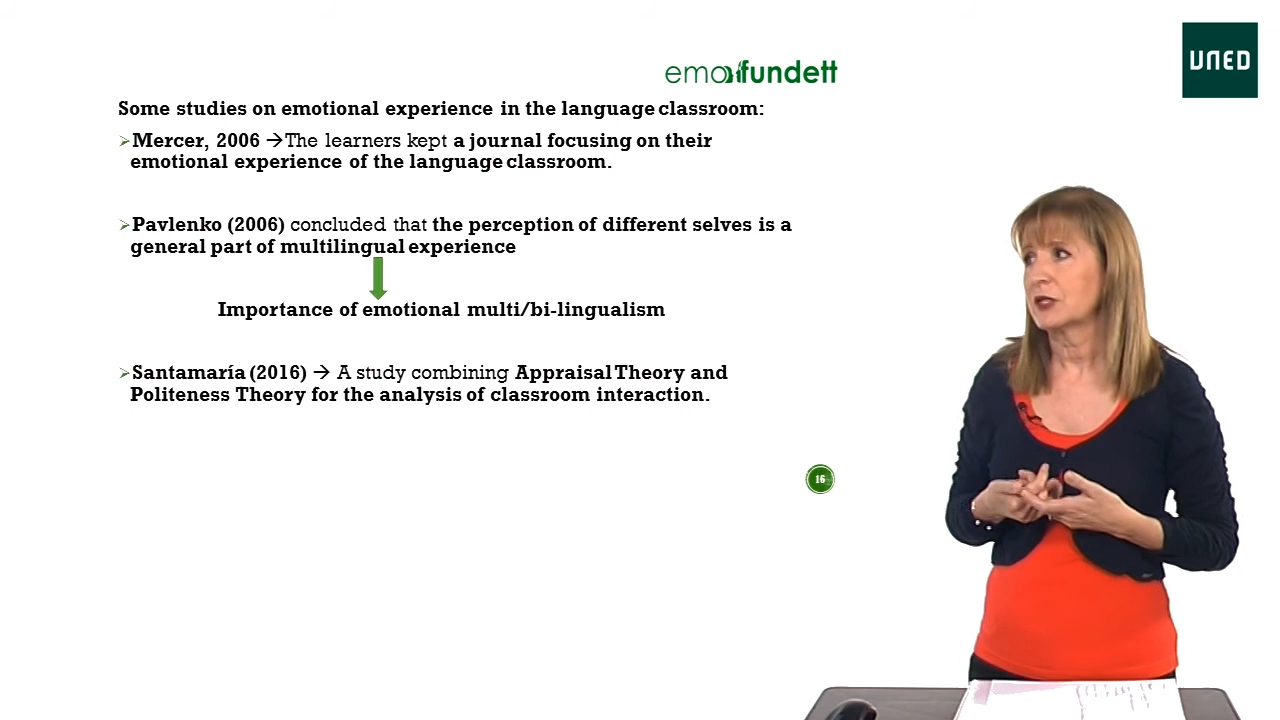 emo fundett
UNED
Some studies on emotional experience in the language classroom:
➢Mercer, 2006 →The learners kept a journal focusing on their
emotional experience of the language classroom.
➢Pavlenko (2006) concluded that the perception of different selves is a
general part of multilingual experience
Importance of emotional multi/bi-lingualism
➢Santamaría (2016) → A study combining Appraisal Theory and
Politeness Theory for the analysis of classroom interaction.
16